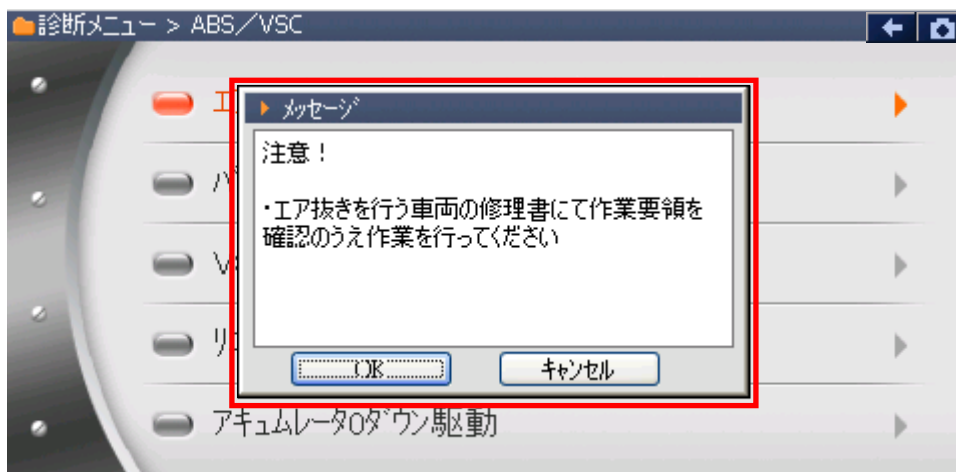 診断メニュー > ABS／VSC
メッセージ
注意！
・エア抜きを行う車両の修理書にて作業要領を
確認のうえ作業を行ってください
OK
キャンセル
アキュムレータ0ダウン駆動